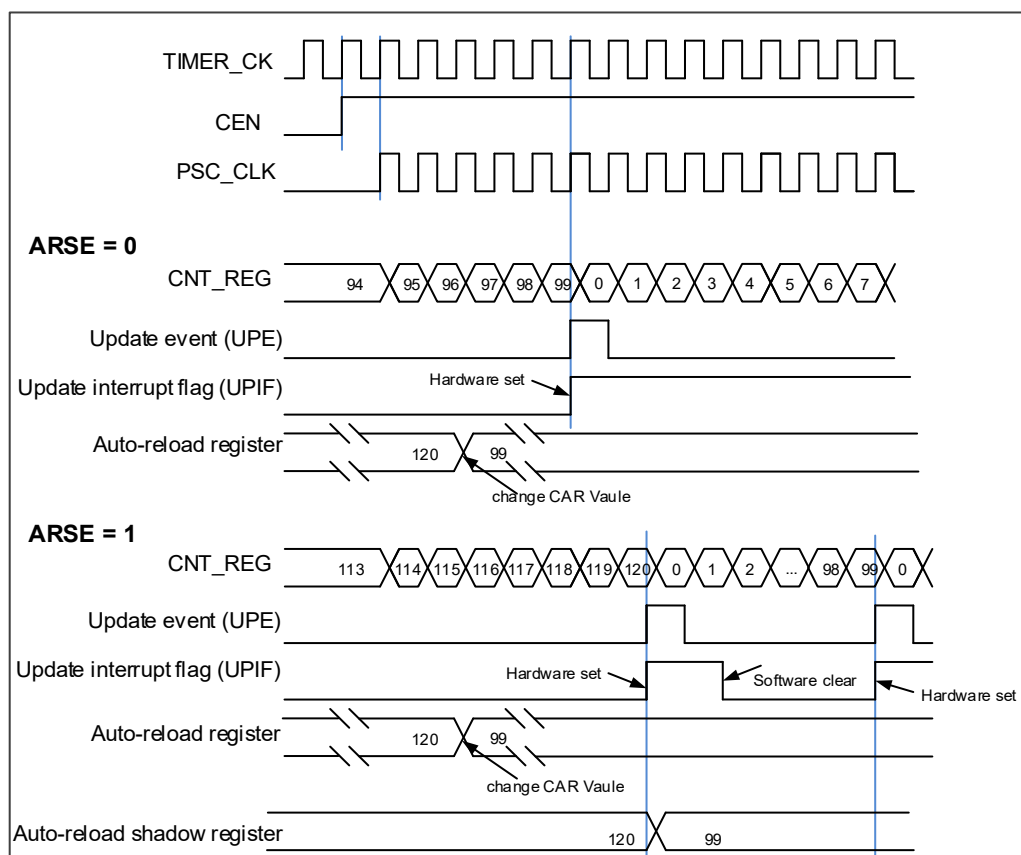 TIMER_CK
CEN
PSC_CLK
ARSE = 0
CNT_REG 94 95 96 97 98 99 0 1 2 3 4 5 6 7
Update event (UPE)
Update interrupt flag (UPIF) Hardware set
Auto-reload register 120 99
change CAR Vaule
ARSE = 1
CNT_REG 113 114 115 116 117 118 119 120 0 1 2 ... 98 99 0
Update event (UPE)
Update interrupt flag (UPIF) Hardware set Software clear Hardware set
Auto-reload register 120 99
change CAR Vaule
Auto-reload shadow register 120 99